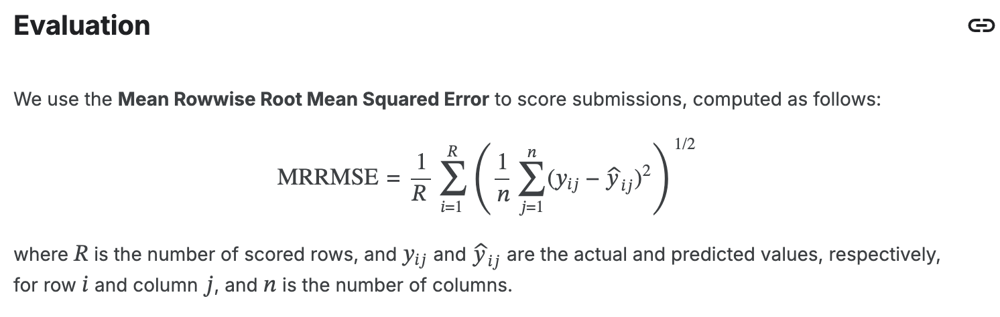 Evaluation
We use the Mean Rowwise Root Mean Squared Error to score submissions, computed as follows:
MRRMSE = \frac{1}{R} \sum_{i=1}^{R} \left( \frac{1}{n} \sum_{j=1}^{n} (y_{ij} - \hat{y}_{ij})^2 \right)^{1/2}
where R is the number of scored rows, and y_{ij} and \hat{y}_{ij} are the actual and predicted values, respectively,
for row i and column j, and n is the number of columns.